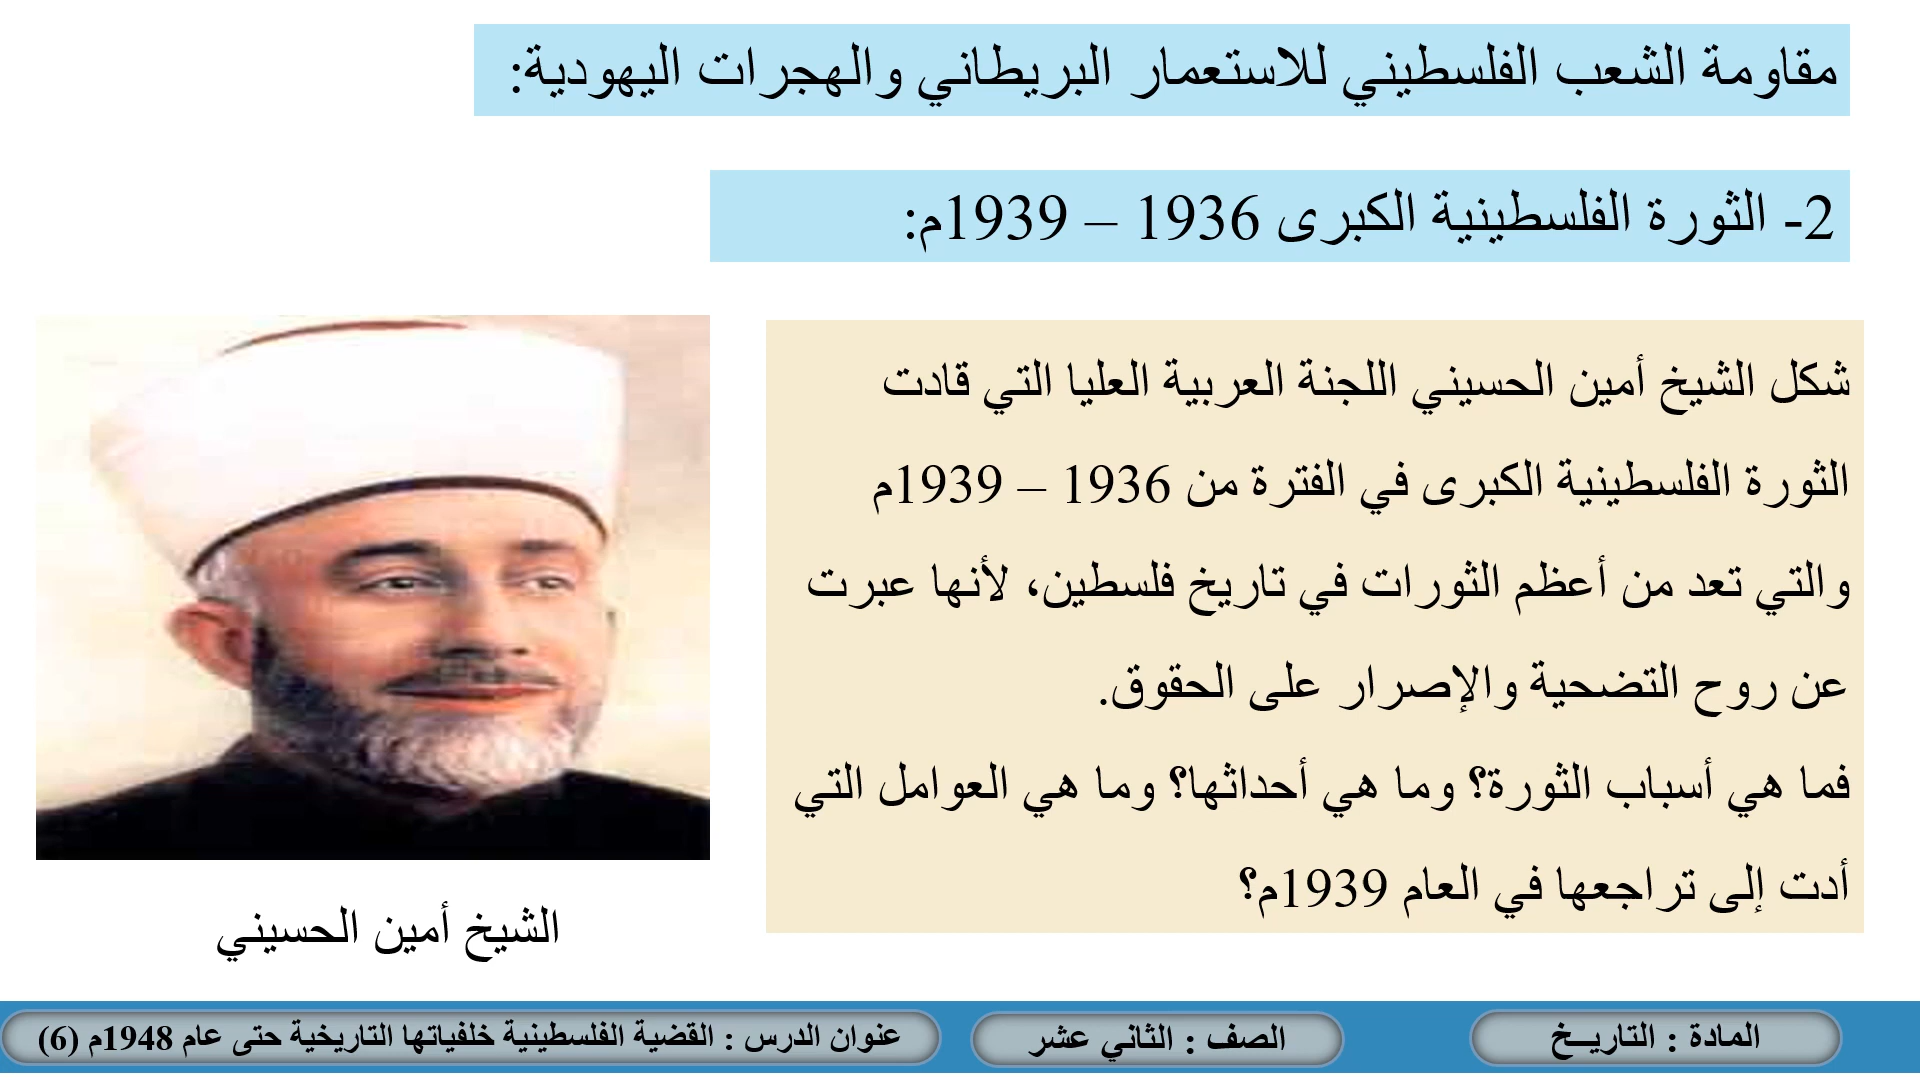 مقاومة الشعب الفلسطيني للاستعمار البريطاني والهجرات اليهودية:
2- الثورة الفلسطينية الكبرى 1936 – 1939م:
شكل الشيخ أمين الحسيني اللجنة العربية العليا التي قادت
الثورة الفلسطينية الكبرى في الفترة من 1936 – 1939م
والتي تعد من أعظم الثورات في تاريخ فلسطين، لأنها عبرت
عن روح التضحية والإصرار على الحقوق.
فما هي أسباب الثورة؟ وما هي أحداثها؟ وما هي العوامل التي
أدت إلى تراجعها في العام 1939م؟
الشيخ أمين الحسيني
المادة : التاريــخ
الصف : الثاني عشر
عنوان الدرس : القضية الفلسطينية خلفياتها التاريخية حتى عام 1948م (6)